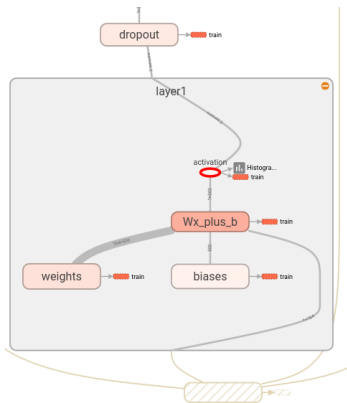 dropout
train
layer1
activation
Histogra...
train
Wx_plus_b
train
weights
train
biases
train